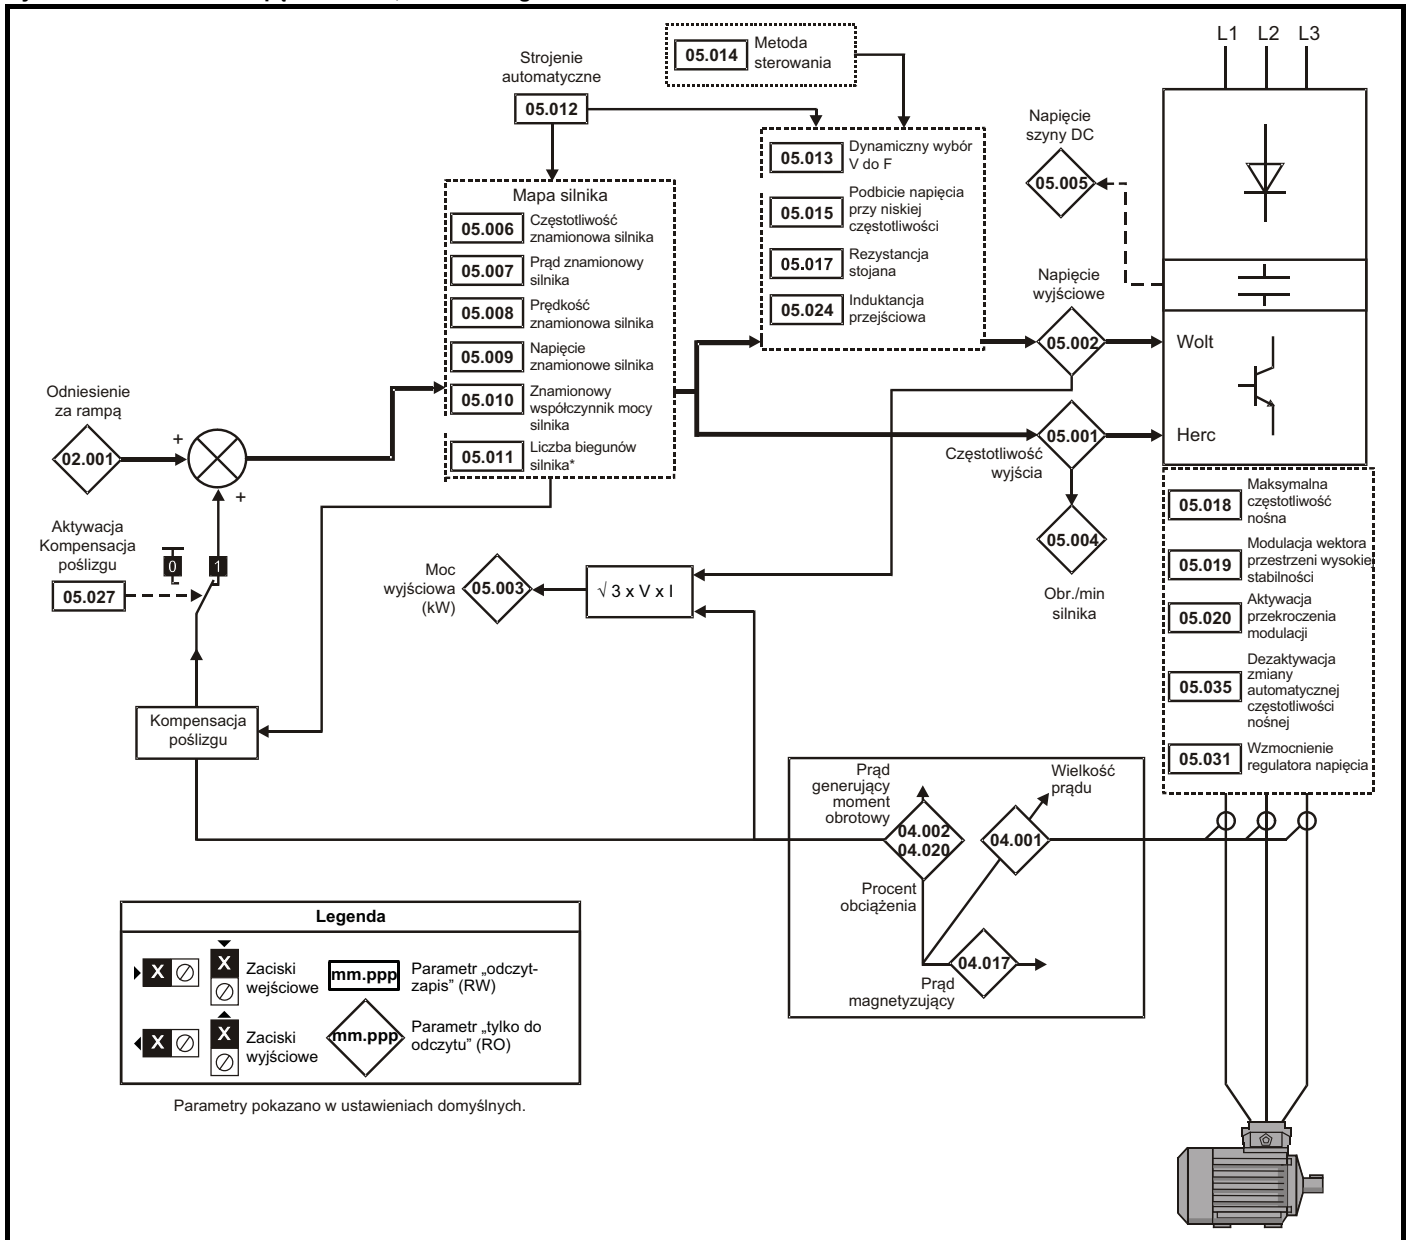 L1 L2 L3
05.014
Metoda
sterowania
Strojenie
automatyczne
05.012
Napięcie
szyny DC
05.005
05.013
Dynamiczny wybór
V do F
05.015
Podbicie napięcia
przy niskiej
częstotliwości
05.017
Rezystancja
stojana
05.024
Induktancja
przejściowa
Mapa silnika
05.006
Częstotliwość
znamionowa silnika
05.007
Prąd znamionowy
silnika
05.008
Prędkość
znamionowa silnika
05.009
Napięcie
znamionowe silnika
05.010
Znamionowy
współczynnik mocy
silnika
05.011
Liczba biegunów
silnika*
Napięcie
wyjściowe
05.002
Wolt
05.001
Herc
Częstotliwość
wyjścia
05.004
Obr./min
silnika
Odniesienie
za rampą
02.001
+
+
Aktywacja
Kompensacja
poślizgu
05.027
0
1
Moc
wyjściowa
(kW)
05.003
√ 3 x V x I
Kompensacja
poślizgu
05.018
Maksymalna
częstotliwość
nośna
05.019
Modulacja wektora
przestrzeni wysokiej
stabilności
05.020
Aktywacja
przekroczenia
modulacji
05.035
Dezaktywacja
zmiany
automatycznej
częstotliwości
nośnej
05.031
Wzmocnienie
regulatora napięcia
Prąd
generujący
moment
obrotowy
04.002
04.020
Wielkość
prądu
04.001
Procent
obciążenia
04.017
Prąd
magnetyzujący
Legenda
X
X
Zaciski
wejściowe
mm.ppp
Parametr „odczyt-
zapis” (RW)
X
X
Zaciski
wyjściowe
mm.ppp
Parametr „tylko do
odczytu” (RO)
Parametry pokazano w ustawieniach domyślnych.